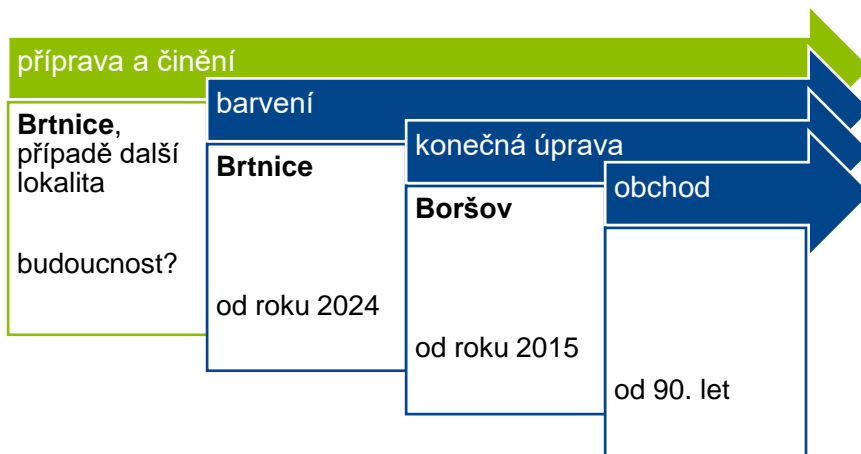 příprava a činění
Brtnice,
případě další
lokalita
budoucnost?
barvení
Brtnice
od roku 2024
konečná úprava
Boršov
od roku 2015
obchod
od 90. let